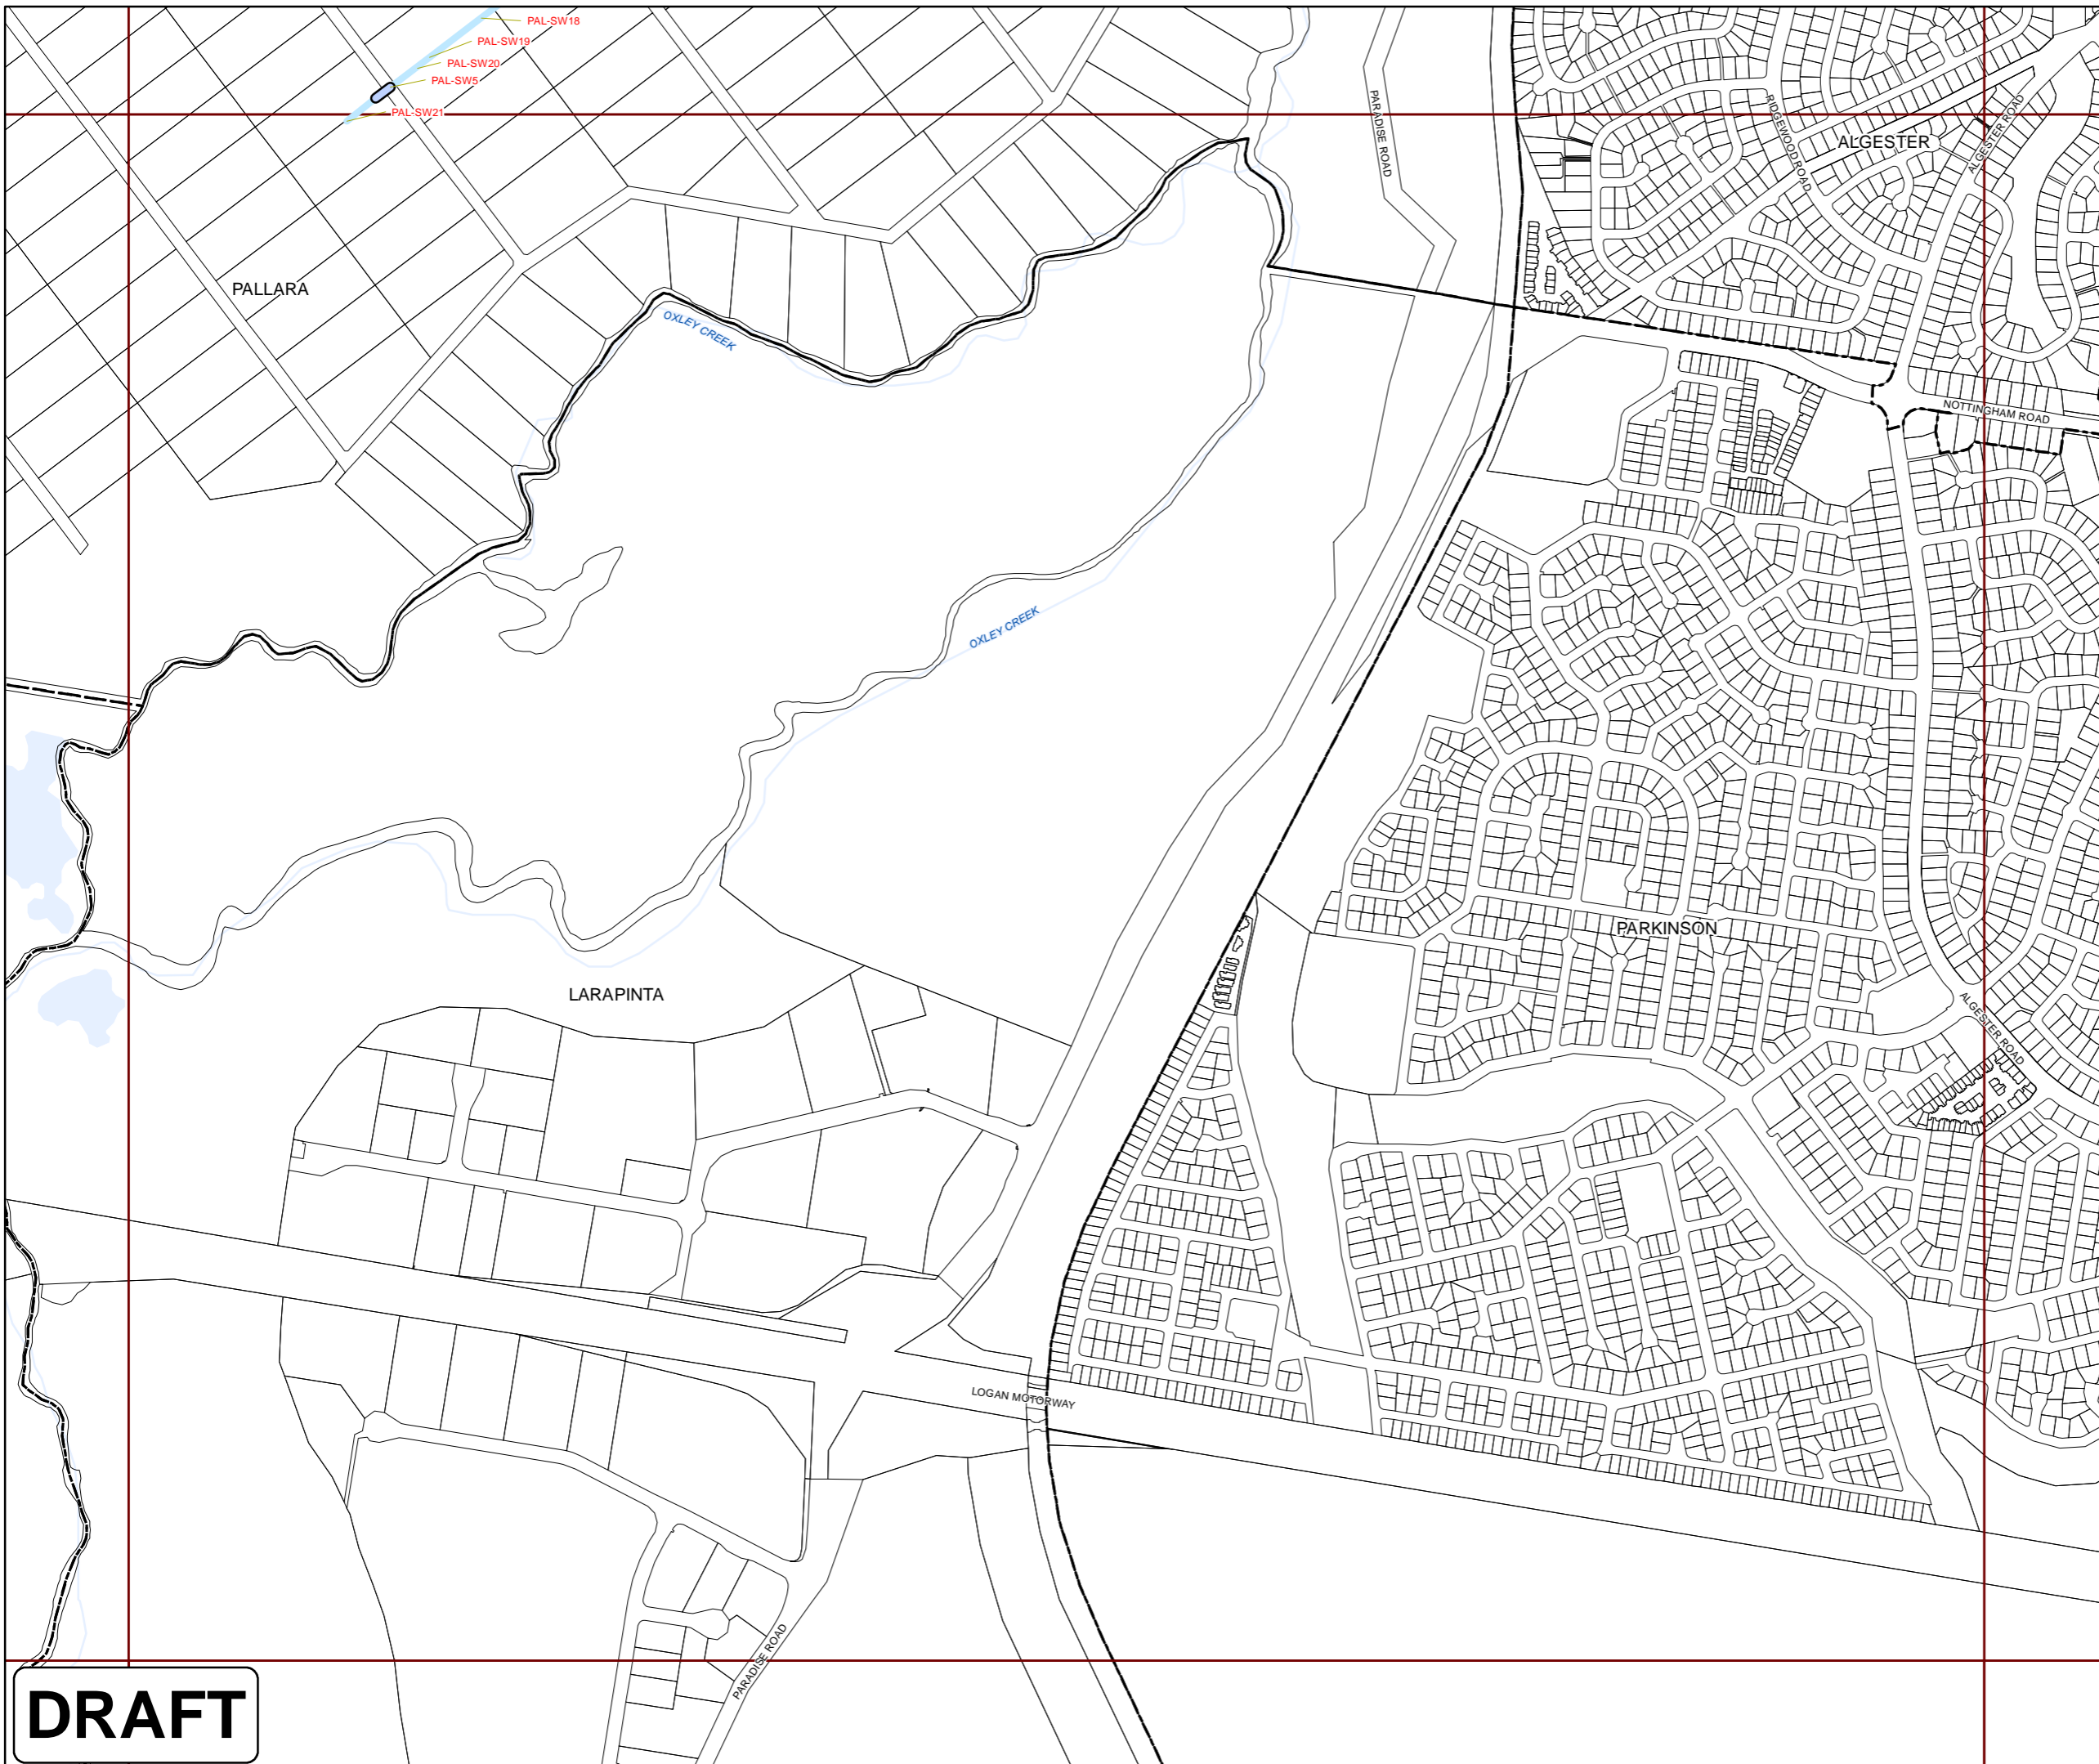 PAL-SW18
PAL-SW19
PAL-SW20
PAL-SW5
PAL-SW21
PARADISE ROAD
RIDGEWOOD ROAD
ALGESTER
ALGESTER ROAD
PALLARA
OXLEY CREEK
NOTTINGHAM ROAD
OXLEY CREEK
PARKINSON
LARAPINTA
ALGESTER ROAD
LOGAN MOTORWAY
PARADISE ROAD
DRAFT